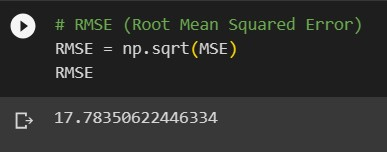 # RMSE (Root Mean Squared Error)
RMSE = np.sqrt(MSE)
RMSE
17.78350622446334